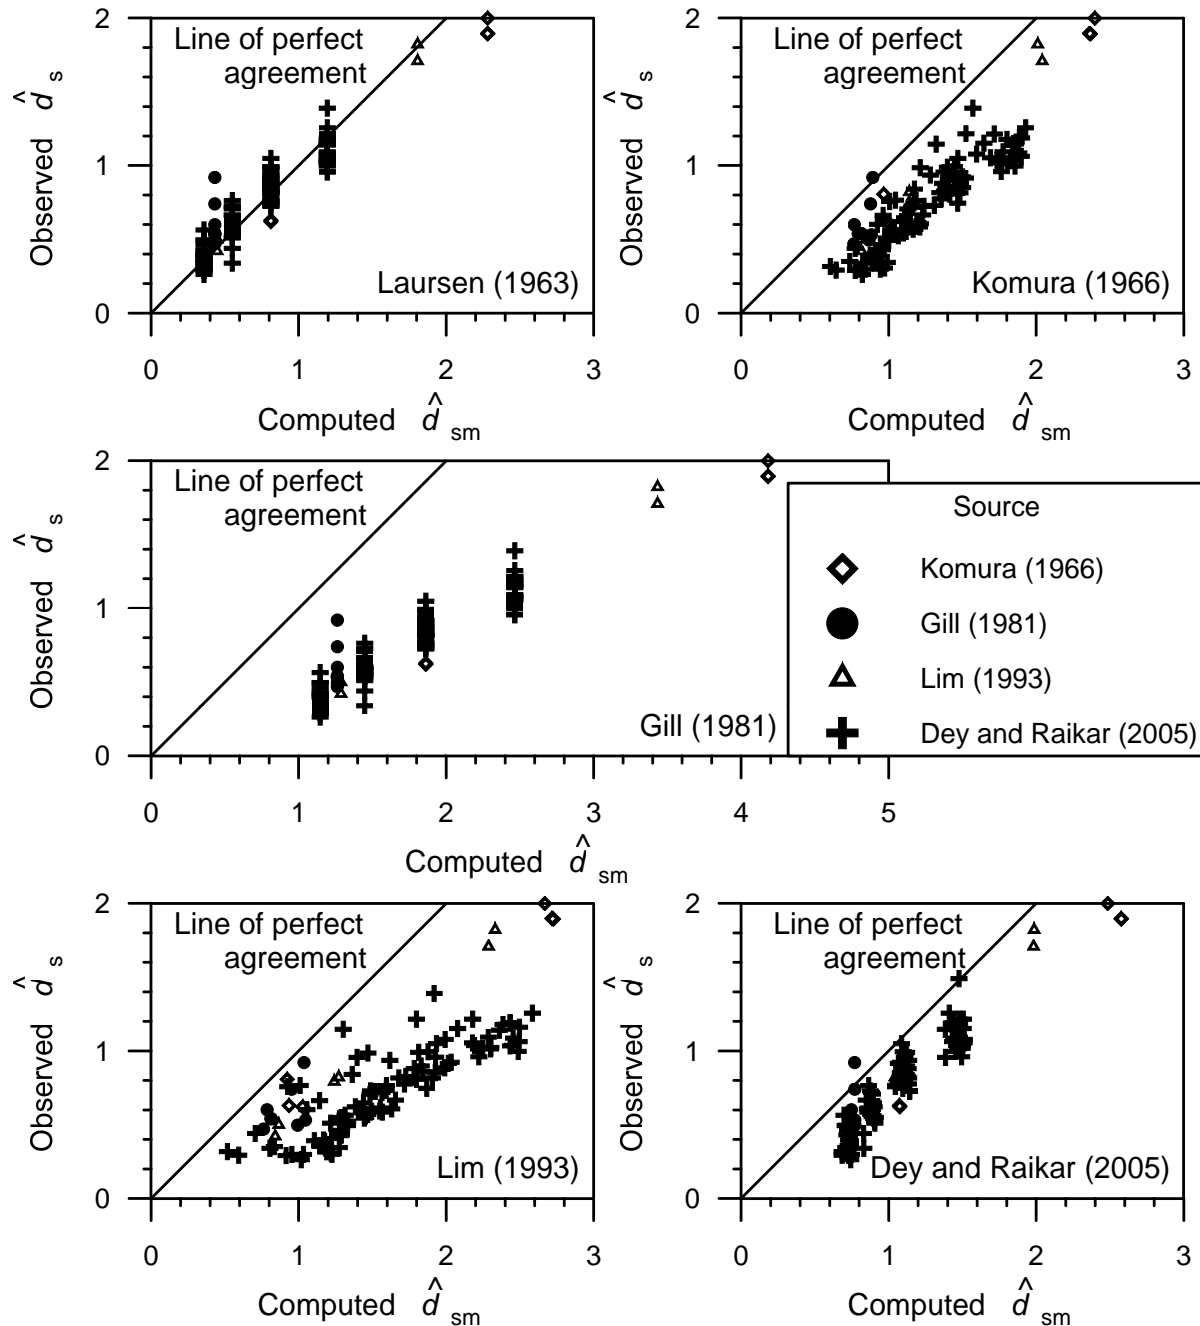 2
1
0
0 1 2 3
Observed d̂ s
Line of perfect
agreement
Laursen (1963)
Computed d̂ sm
2
1
0
0 1 2 3
Observed d̂ s
Line of perfect
agreement
Komura (1966)
Computed d̂ sm
2
1
0
0 1 2 3 4 5
Observed d̂ s
Line of perfect
agreement
Gill (1981)
Computed d̂ sm
Source
Komura (1966)
Gill (1981)
Lim (1993)
Dey and Raikar (2005)
2
1
0
0 1 2 3
Observed d̂ s
Line of perfect
agreement
Lim (1993)
Computed d̂ sm
2
1
0
0 1 2 3
Observed d̂ s
Line of perfect
agreement
Dey and Raikar (2005)
Computed d̂ sm